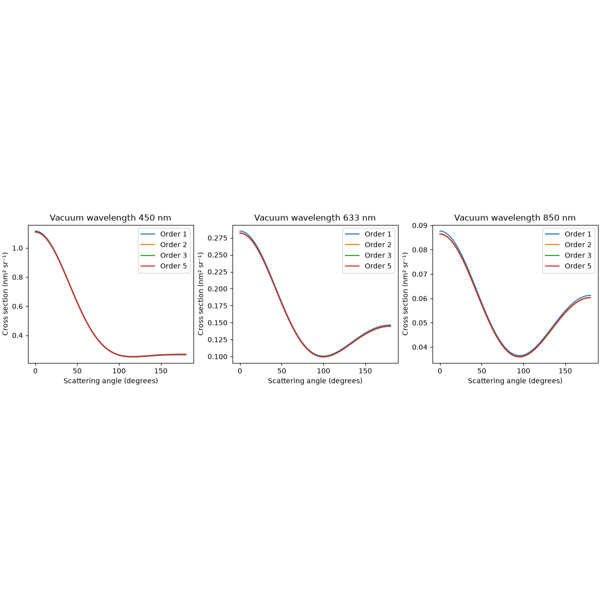 Vacuum wavelength 450 nm
Cross section (nm² sr⁻¹)
1.0
0.8
0.6
0.4
0
50
100
150
Scattering angle (degrees)
Order 1
Order 2
Order 3
Order 5
Vacuum wavelength 633 nm
Cross section (nm² sr⁻¹)
0.275
0.250
0.225
0.200
0.175
0.150
0.125
0.100
0
50
100
150
Scattering angle (degrees)
Order 1
Order 2
Order 3
Order 5
Vacuum wavelength 850 nm
Cross section (nm² sr⁻¹)
0.09
0.08
0.07
0.06
0.05
0.04
0
50
100
150
Scattering angle (degrees)
Order 1
Order 2
Order 3
Order 5